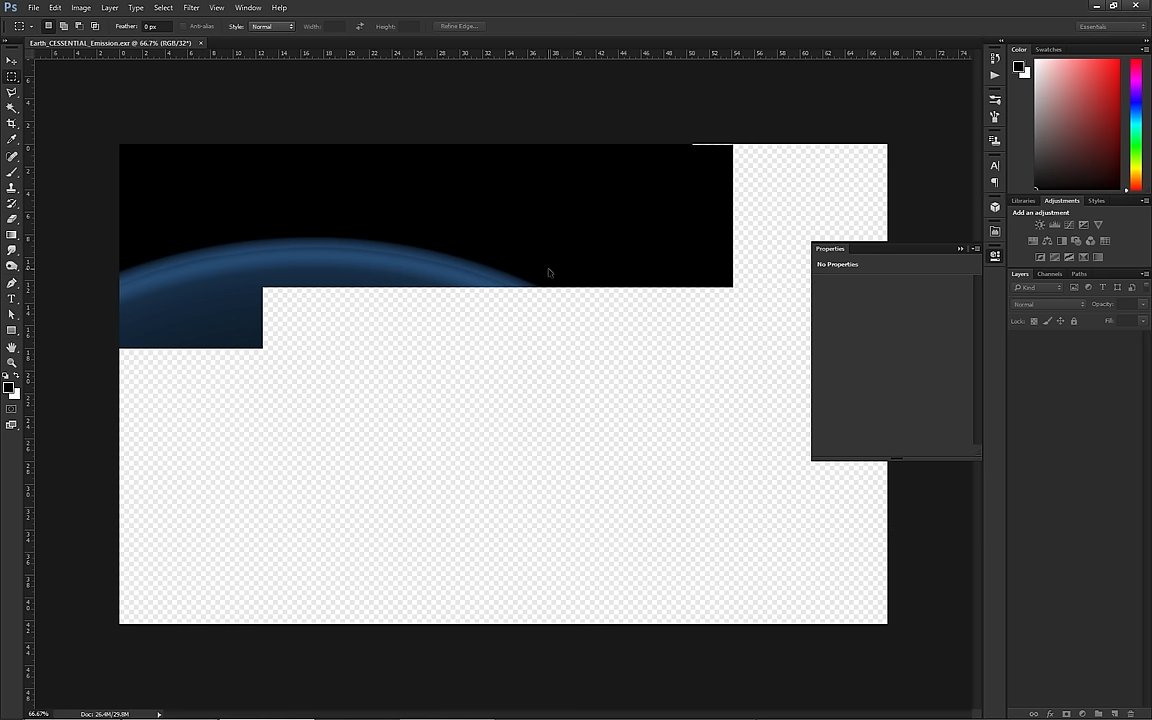 Ps File Edit Image Layer Type Select Filter View Window Help
Feather: 0 px Anti-alias Style: Normal Width: Height: Refine Edge... Essentials
Earth_CESSENTIAL_Emission.exr @ 66.7% (RGB/32*) ×
Color Swatches
Libraries Adjustments Styles
Add an adjustment
Properties
No Properties
Layers Channels Paths
Kind
Normal Opacity:
Lock: Fill:
66.67% Doc: 26.4M/29.8M